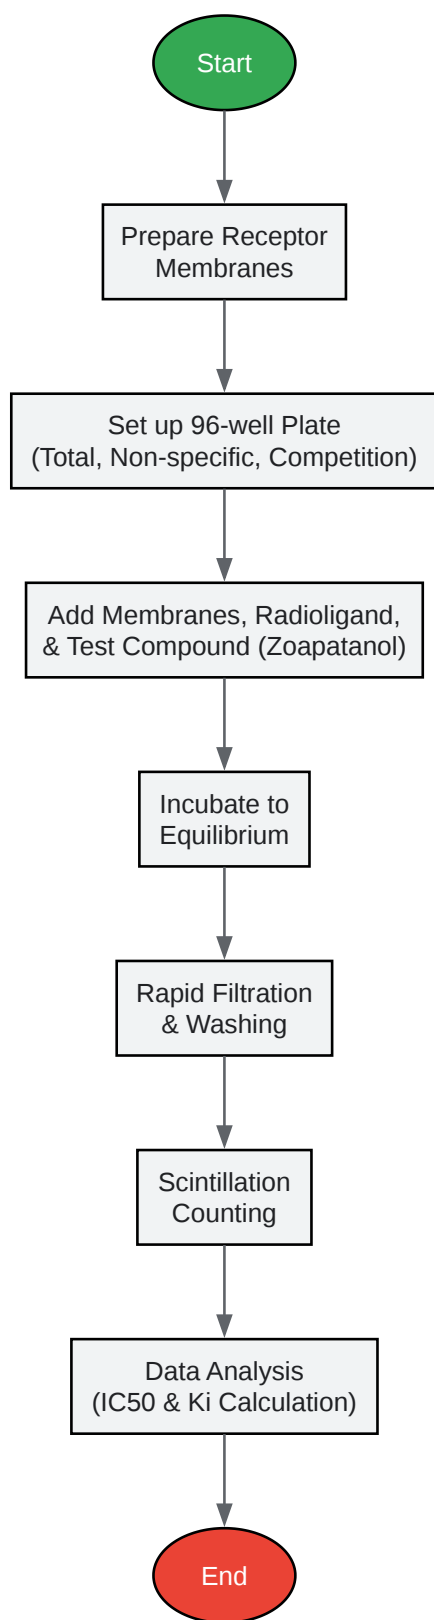 Start
Prepare Receptor
Membranes
Set up 96-well Plate
(Total, Non-specific, Competition)
Add Membranes, Radioligand,
& Test Compound (Zoapatanol)
Incubate to
Equilibrium
Rapid Filtration
& Washing
Scintillation
Counting
Data Analysis
(IC50 & Ki Calculation)
End